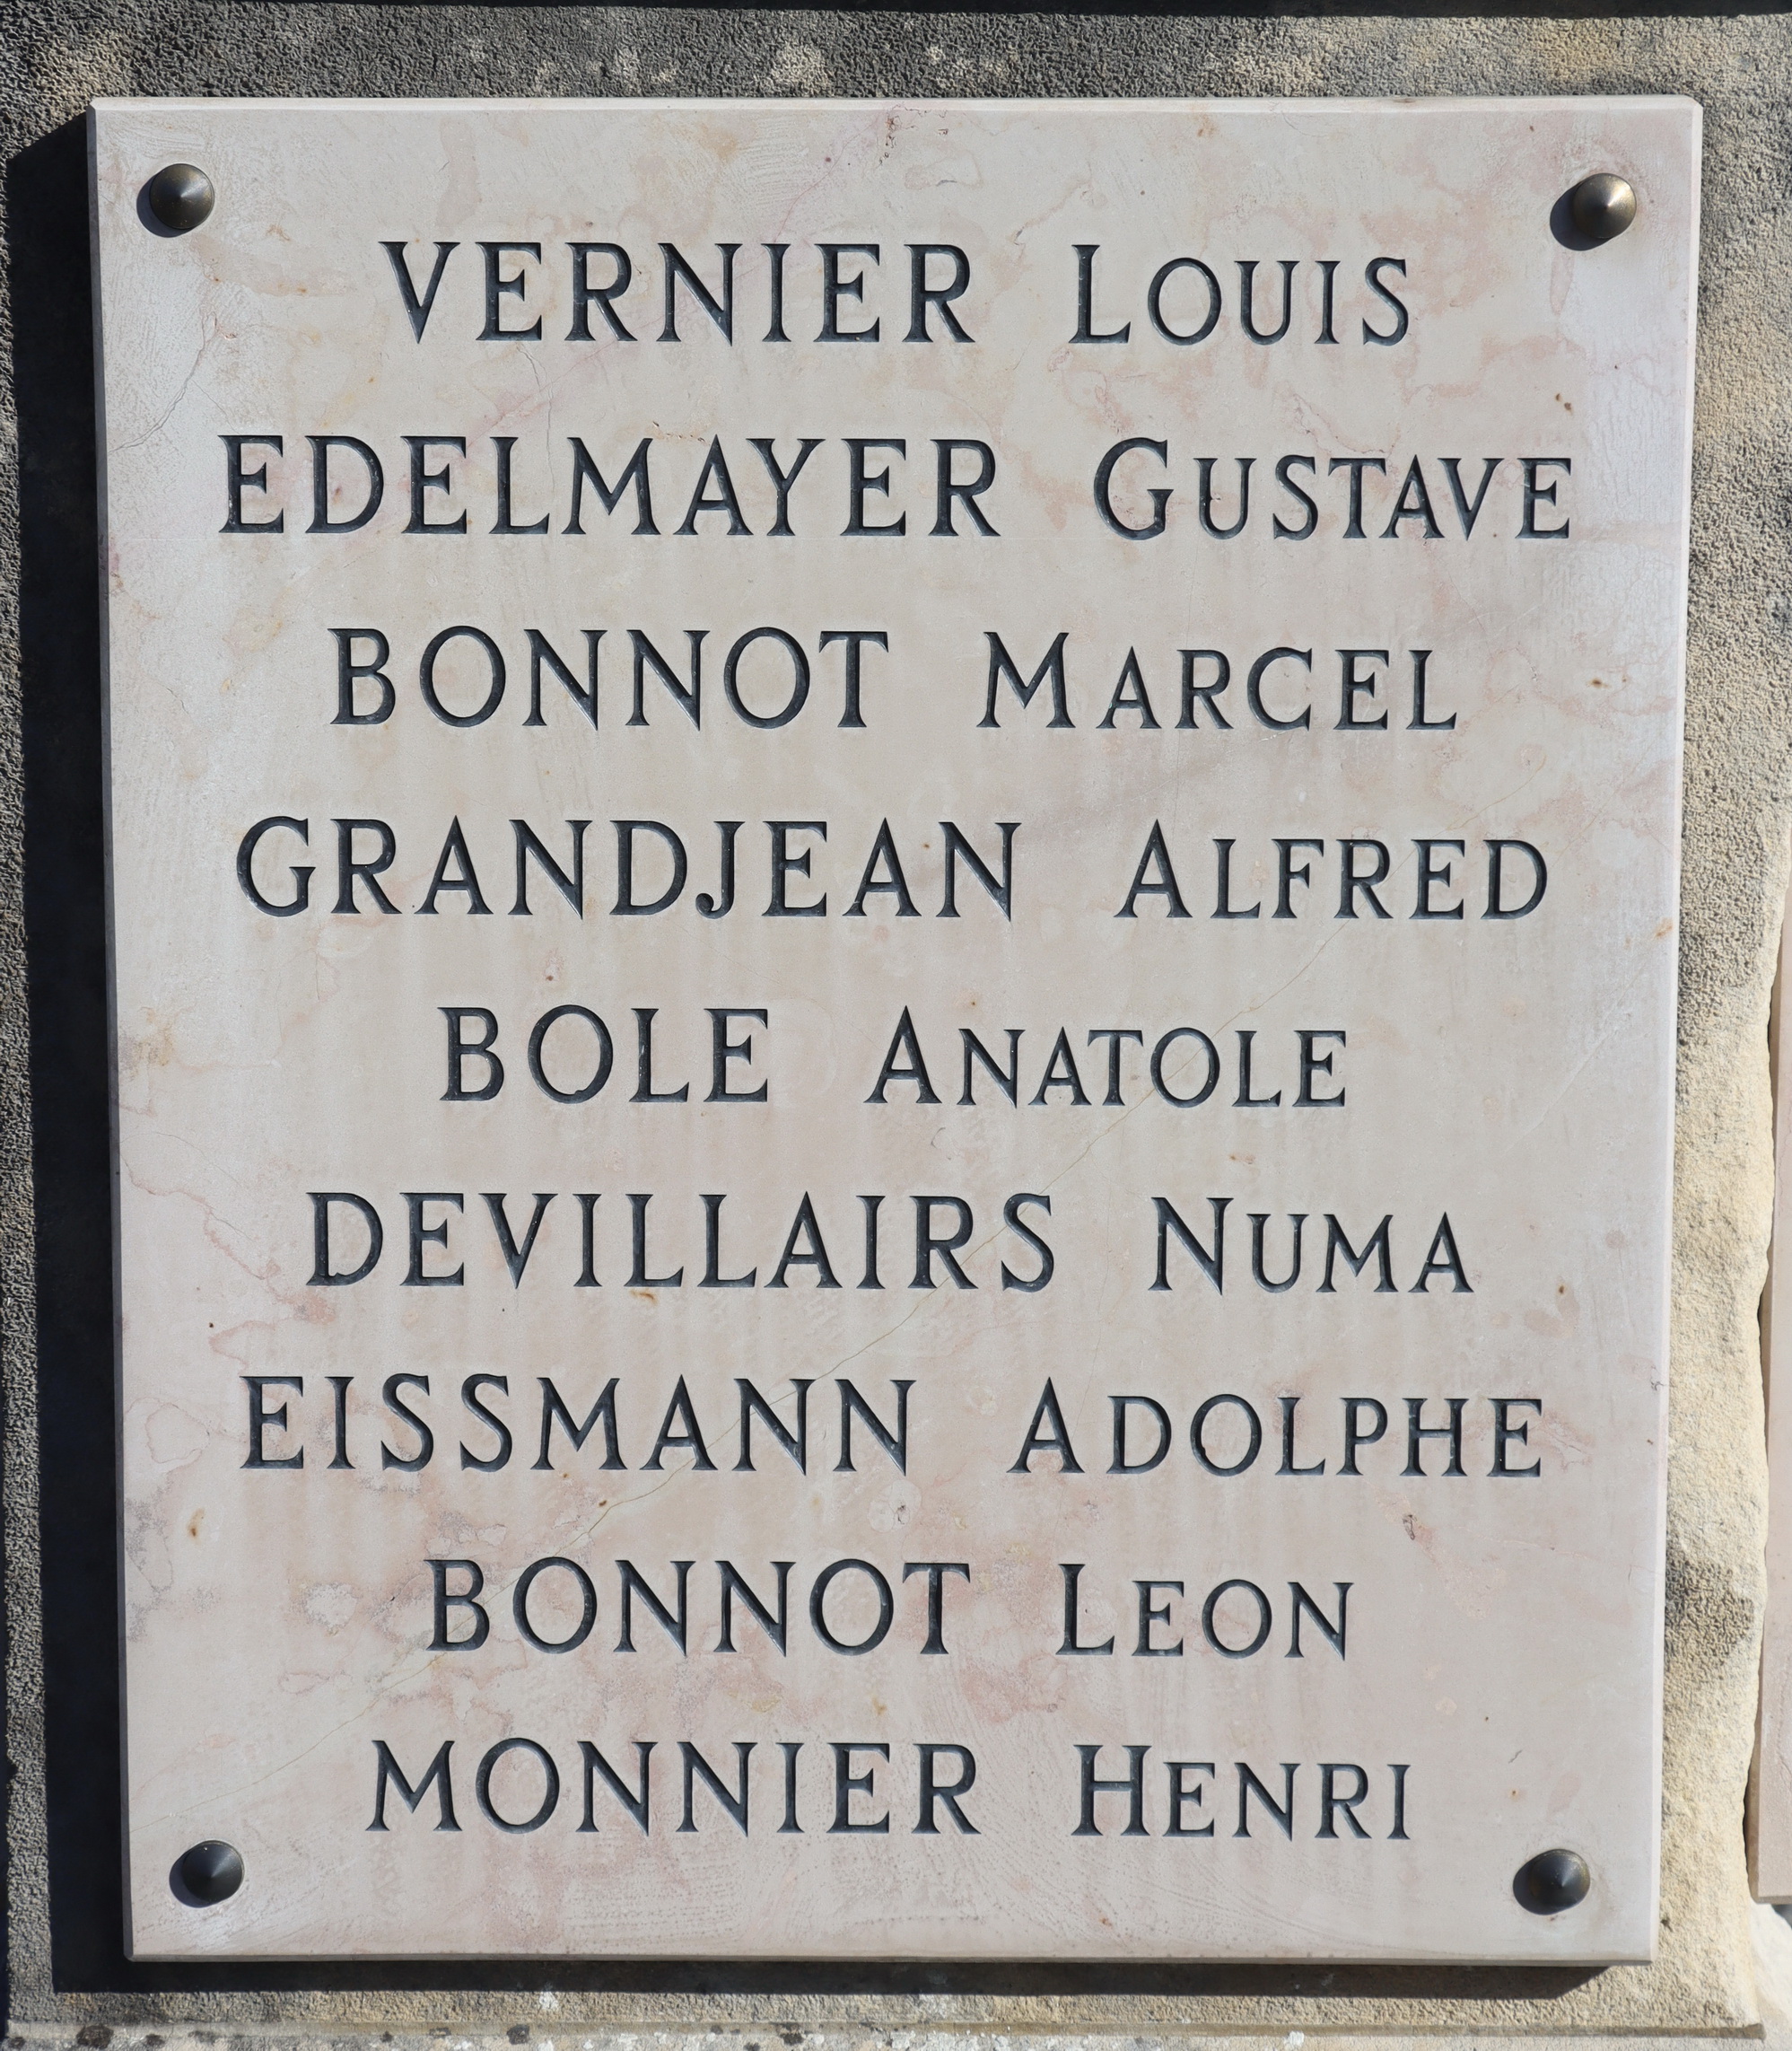 VERNIER LOUIS
EDELMAYER GUSTAVE
BONNOT MARCEL
GRANDJEAN ALFRED
BOLE ANATOLE
DEVILLAIRS NUMA
EISSMANN ADOLPHE
BONNOT LEON
MONNIER HENRI